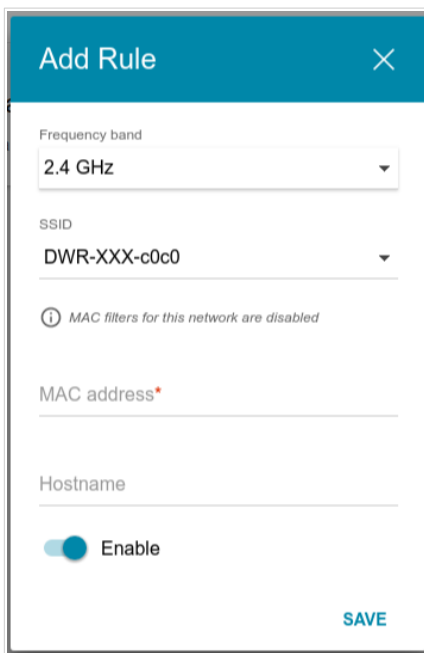 Add Rule
Frequency band
2.4 GHz
SSID
DWR-XXX-c0c0
MAC filters for this network are disabled
MAC address*
Hostname
Enable
SAVE